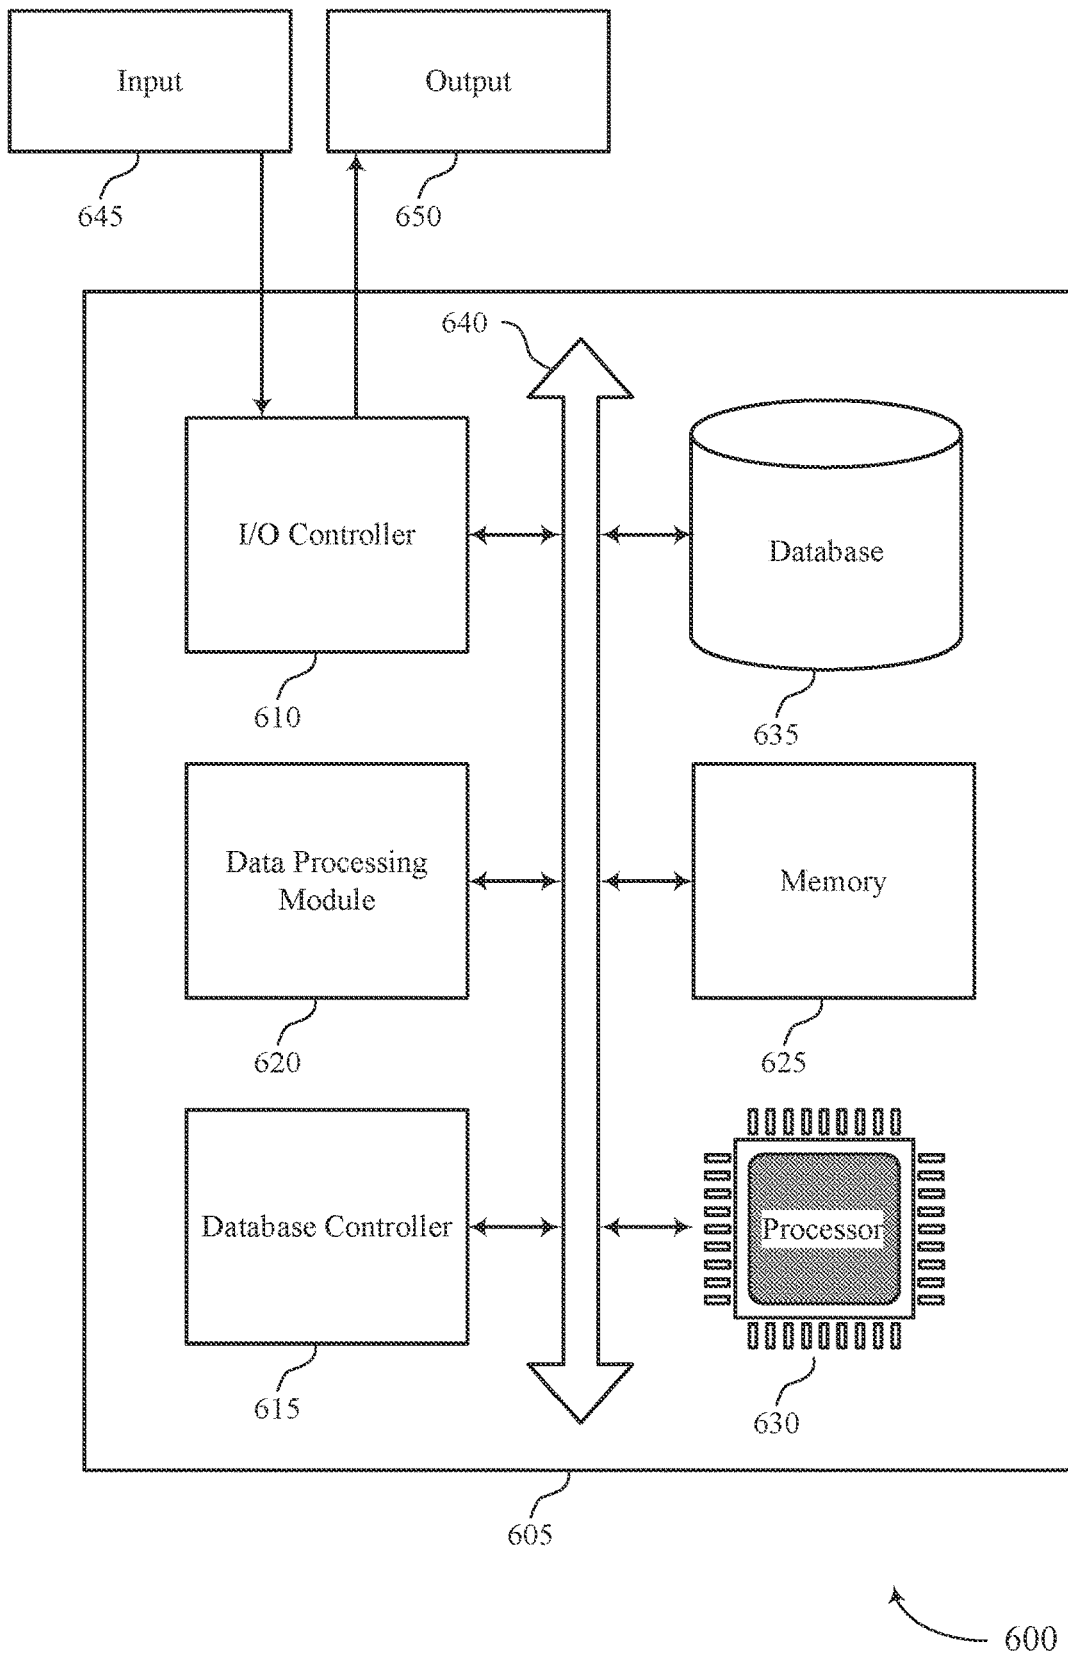 Input
Output
645
650
640
I/O Controller
Database
610
635
Data Processing
Module
Memory
620
625
Database Controller
Processor
615
630
605
600